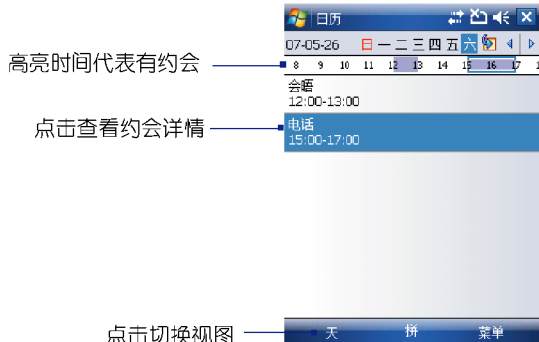 日历
07-05-26 日 一 二 三 四 五 六
高亮时间代表有约会
8 9 10 11 12 13 14 15 16 17
会晤
12:00-13:00
点击查看约会详情
电话
15:00-17:00
点击切换视图
天 拼 菜单